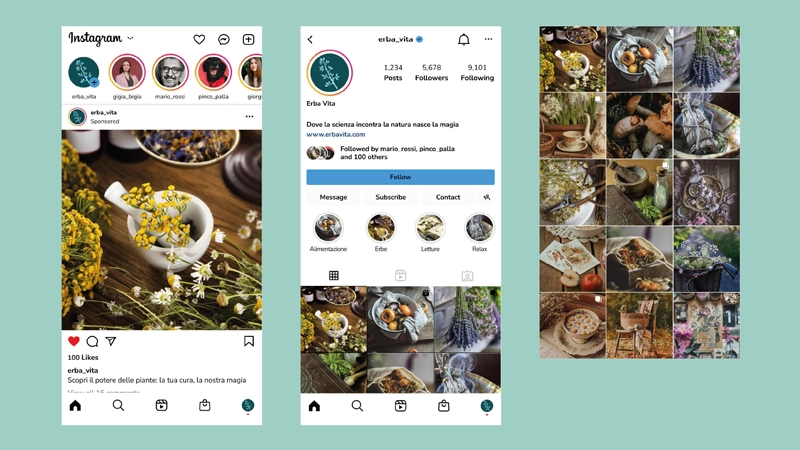 Instagram
erba_vita
gigia_bigia
mario_rossi
pinco_palla
giorgi
erba_vita
Sponsored
100 Likes
erba_vita
Scopri il potere delle piante: la tua cura, la nostra magia
View all 16 comments
erba_vita
1,234
Posts
5,678
Followers
9,101
Following
Erba Vita
Dove la scienza incontra la natura nasce la magia
www.erbavita.com
Followed by mario_rossi, pinco_palla
and 100 others
Follow
Message
Subscribe
Contact
Alimentazione
Erbe
Letture
Relax